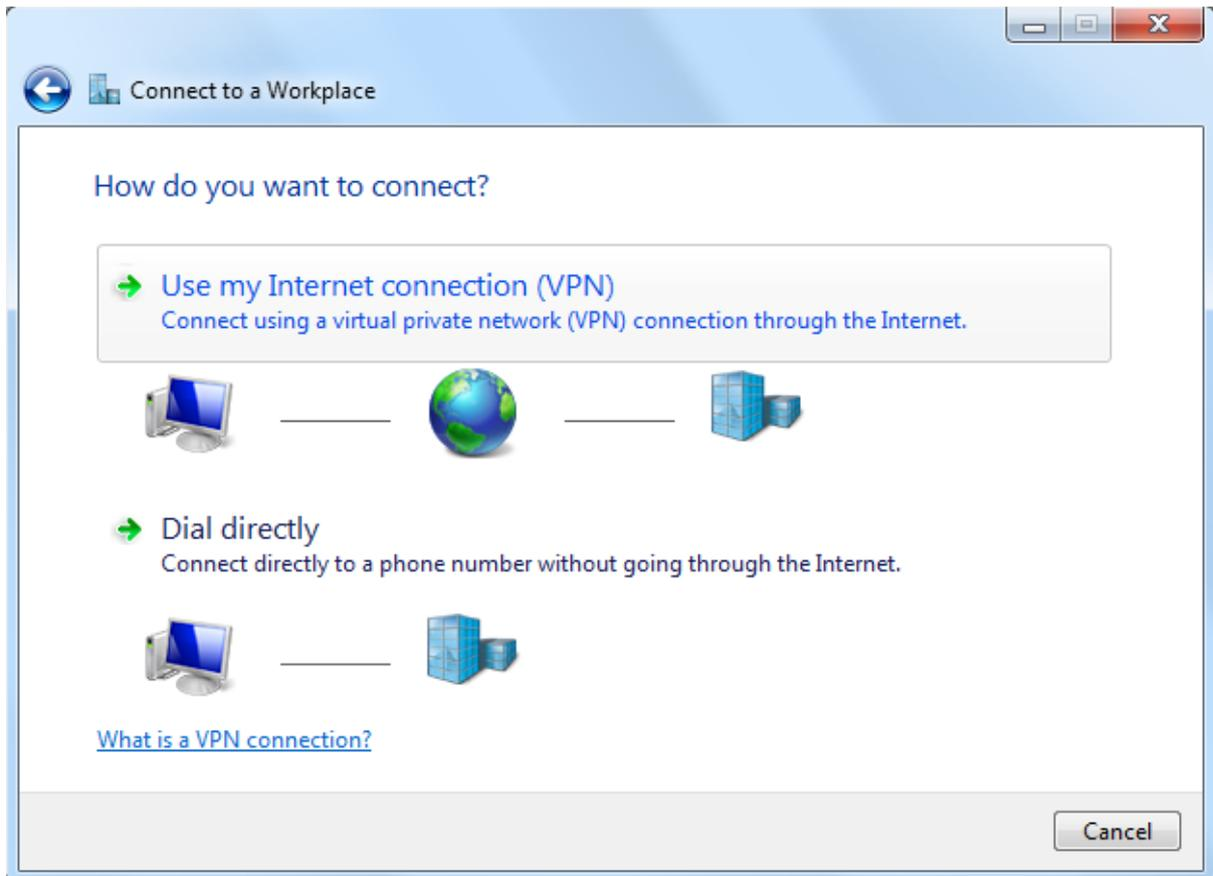 Connect to a Workplace
How do you want to connect?
Use my Internet connection (VPN)
Connect using a virtual private network (VPN) connection through the Internet.
Dial directly
Connect directly to a phone number without going through the Internet.
What is a VPN connection?
Cancel